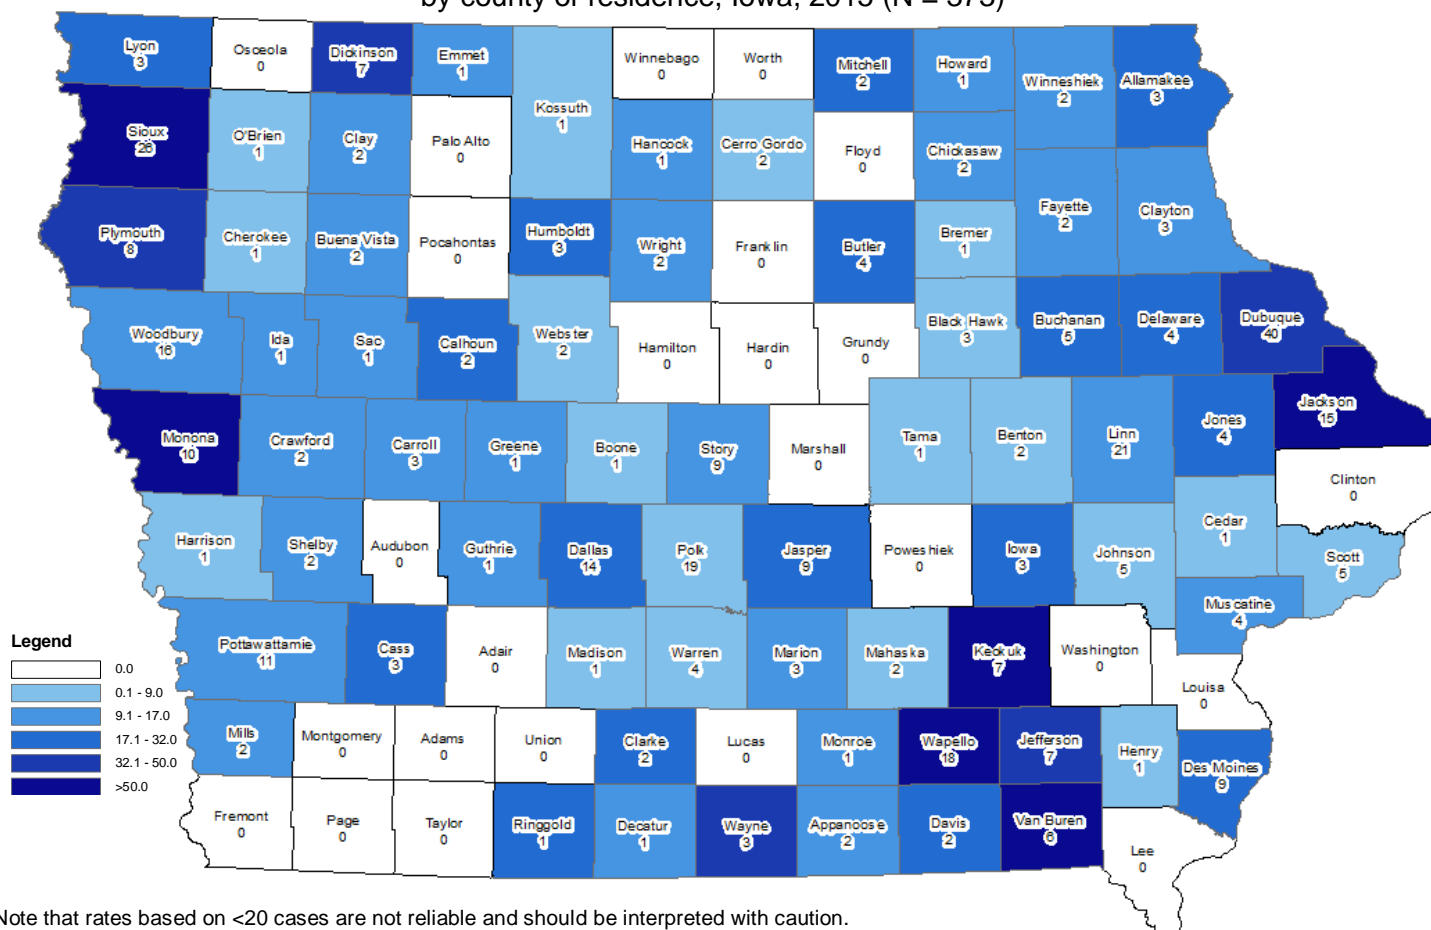 by county of residence, Iowa, 2015 (N = 375)
Lyon
3
Osceola
0
Dickinson
7
Emmet
1
Kossuth
1
Winnebago
0
Worth
0
Mitchell
2
Howard
1
Winneshiek
2
Allamakee
3
Sioux
26
O'Brien
1
Clay
2
Palo Alto
0
Hancock
1
Cerro Gordo
2
Floyd
0
Chickasaw
2
Fayette
2
Clayton
3
Plymouth
8
Cherokee
1
Buena Vista
2
Pocahontas
0
Humboldt
3
Wright
2
Franklin
0
Butler
4
Bremer
1
Woodbury
16
Ida
1
Sac
1
Calhoun
2
Webster
2
Hamilton
0
Hardin
0
Grundy
0
Black Hawk
3
Buchanan
5
Delaware
4
Dubuque
40
Monona
10
Crawford
2
Carroll
3
Greene
1
Boone
1
Story
9
Marshall
0
Tama
1
Benton
2
Linn
21
Jones
4
Jackson
15
Clinton
0
Harrison
1
Shelby
2
Audubon
0
Guthrie
1
Dallas
14
Polk
19
Jasper
9
Poweshiek
0
Iowa
3
Johnson
5
Cedar
1
Scott
5
Muscatine
4
Legend
0.0
0.1 - 9.0
9.1 - 17.0
17.1 - 32.0
32.1 - 50.0
>50.0
Pottawattamie
11
Cass
3
Adair
0
Madison
1
Warren
4
Marion
3
Mahaska
2
Keokuk
7
Washington
0
Louisa
0
Mills
2
Montgomery
0
Adams
0
Union
0
Clarke
2
Lucas
0
Monroe
1
Wapello
18
Jefferson
7
Henry
1
Des Moines
9
Fremont
0
Page
0
Taylor
0
Ringgold
1
Decatur
1
Wayne
3
Appanoose
2
Davis
2
Van Buren
6
Lee
0
Note that rates based on <20 cases are not reliable and should be interpreted with caution.